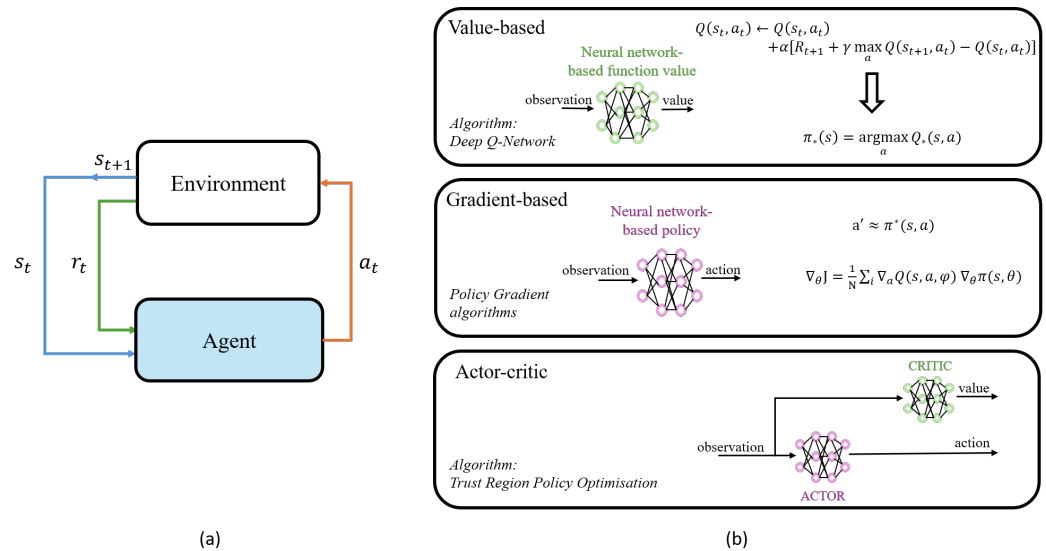 s_{t+1}
Environment
s_t
r_t
a_t
Agent
(a)
Value-based
Q(s_t, a_t) ← Q(s_t, a_t)
+α[R_{t+1} + γ max_a Q(s_{t+1}, a_t) − Q(s_t, a_t)]
Neural network-
based function value
observation
value
Algorithm:
Deep Q-Network
π_*(s) = argmax_a Q_*(s, a)
Gradient-based
Neural network-
based policy
a′ ≈ π^*(s, a)
observation
action
∇_θJ = 1/N ∑_i ∇_a Q(s, a, φ) ∇_θπ(s, θ)
Policy Gradient
algorithms
Actor-critic
CRITIC
value
observation
action
Algorithm:
Trust Region Policy Optimisation
ACTOR
(b)